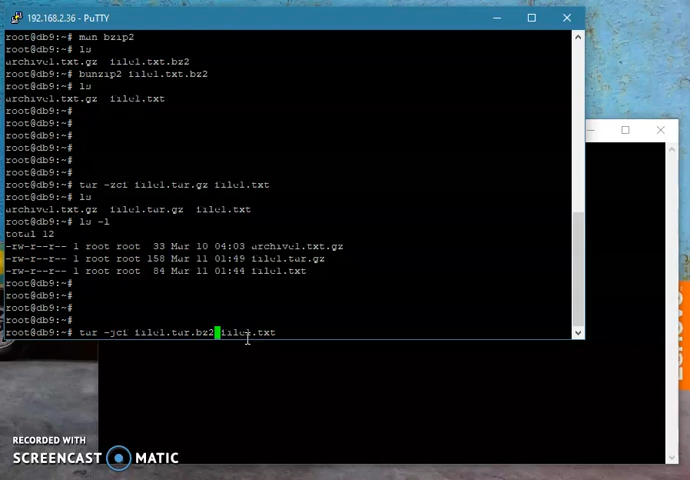 192.168.2.36 - PuTTY
root@db9:~# man bzip2
root@db9:~# ls
archive1.txt.gz file1.txt.bz2
root@db9:~# bunzip2 file1.txt.bz2
root@db9:~# ls
archive1.txt.gz file1.txt
root@db9:~#
root@db9:~#
root@db9:~#
root@db9:~#
root@db9:~#
root@db9:~#
root@db9:~# tar -zcf file1.tar.gz file1.txt
root@db9:~# ls
archive1.txt.gz file1.tar.gz file1.txt
root@db9:~# ls -l
total 12
-rw-r--r-- 1 root root 33 Mar 10 04:03 archive1.txt.gz
-rw-r--r-- 1 root root 158 Mar 11 01:49 file1.tar.gz
-rw-r--r-- 1 root root 84 Mar 11 01:44 file1.txt
root@db9:~#
root@db9:~#
root@db9:~#
root@db9:~#
root@db9:~# tar -jcf file1.tar.bz2 file1.txt
lenovo
RECORDED WITH
SCREENCAST MATIC